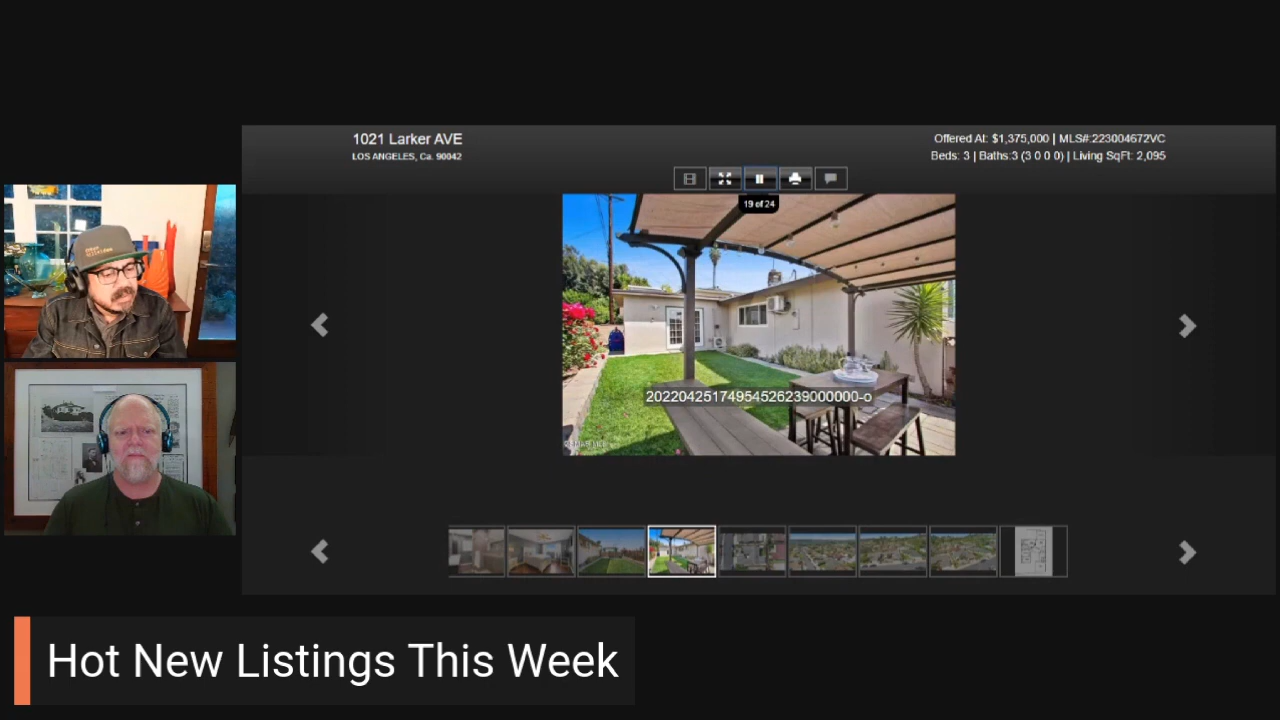 1021 Larker AVE
LOS ANGELES, Ca. 90042
Offered At: $1,375,000 | MLS#:223004672VC
Beds: 3 | Baths:3 (3 0 0 0) | Living SqFt: 2,095
19 of 24
20220425174954526239000000-o
Hot New Listings This Week